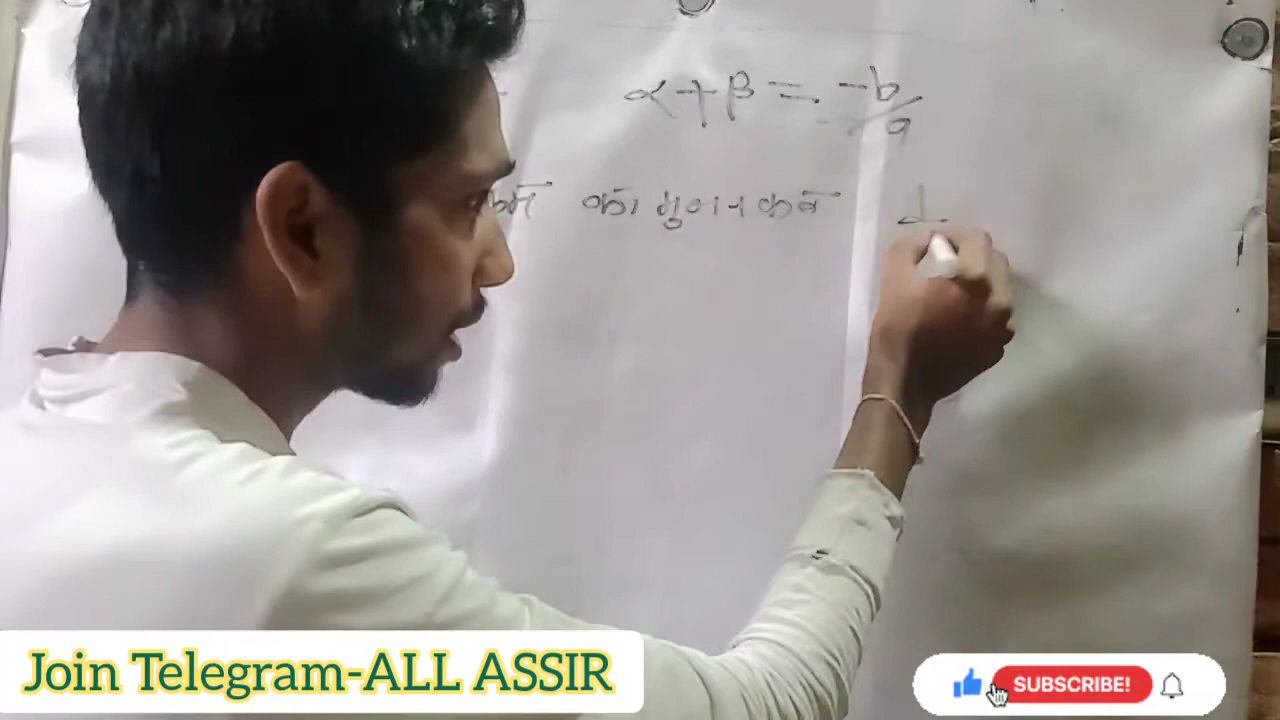 α + β = -b/a
का गुणनफल
Join Telegram-ALL ASSIR
SUBSCRIBE!